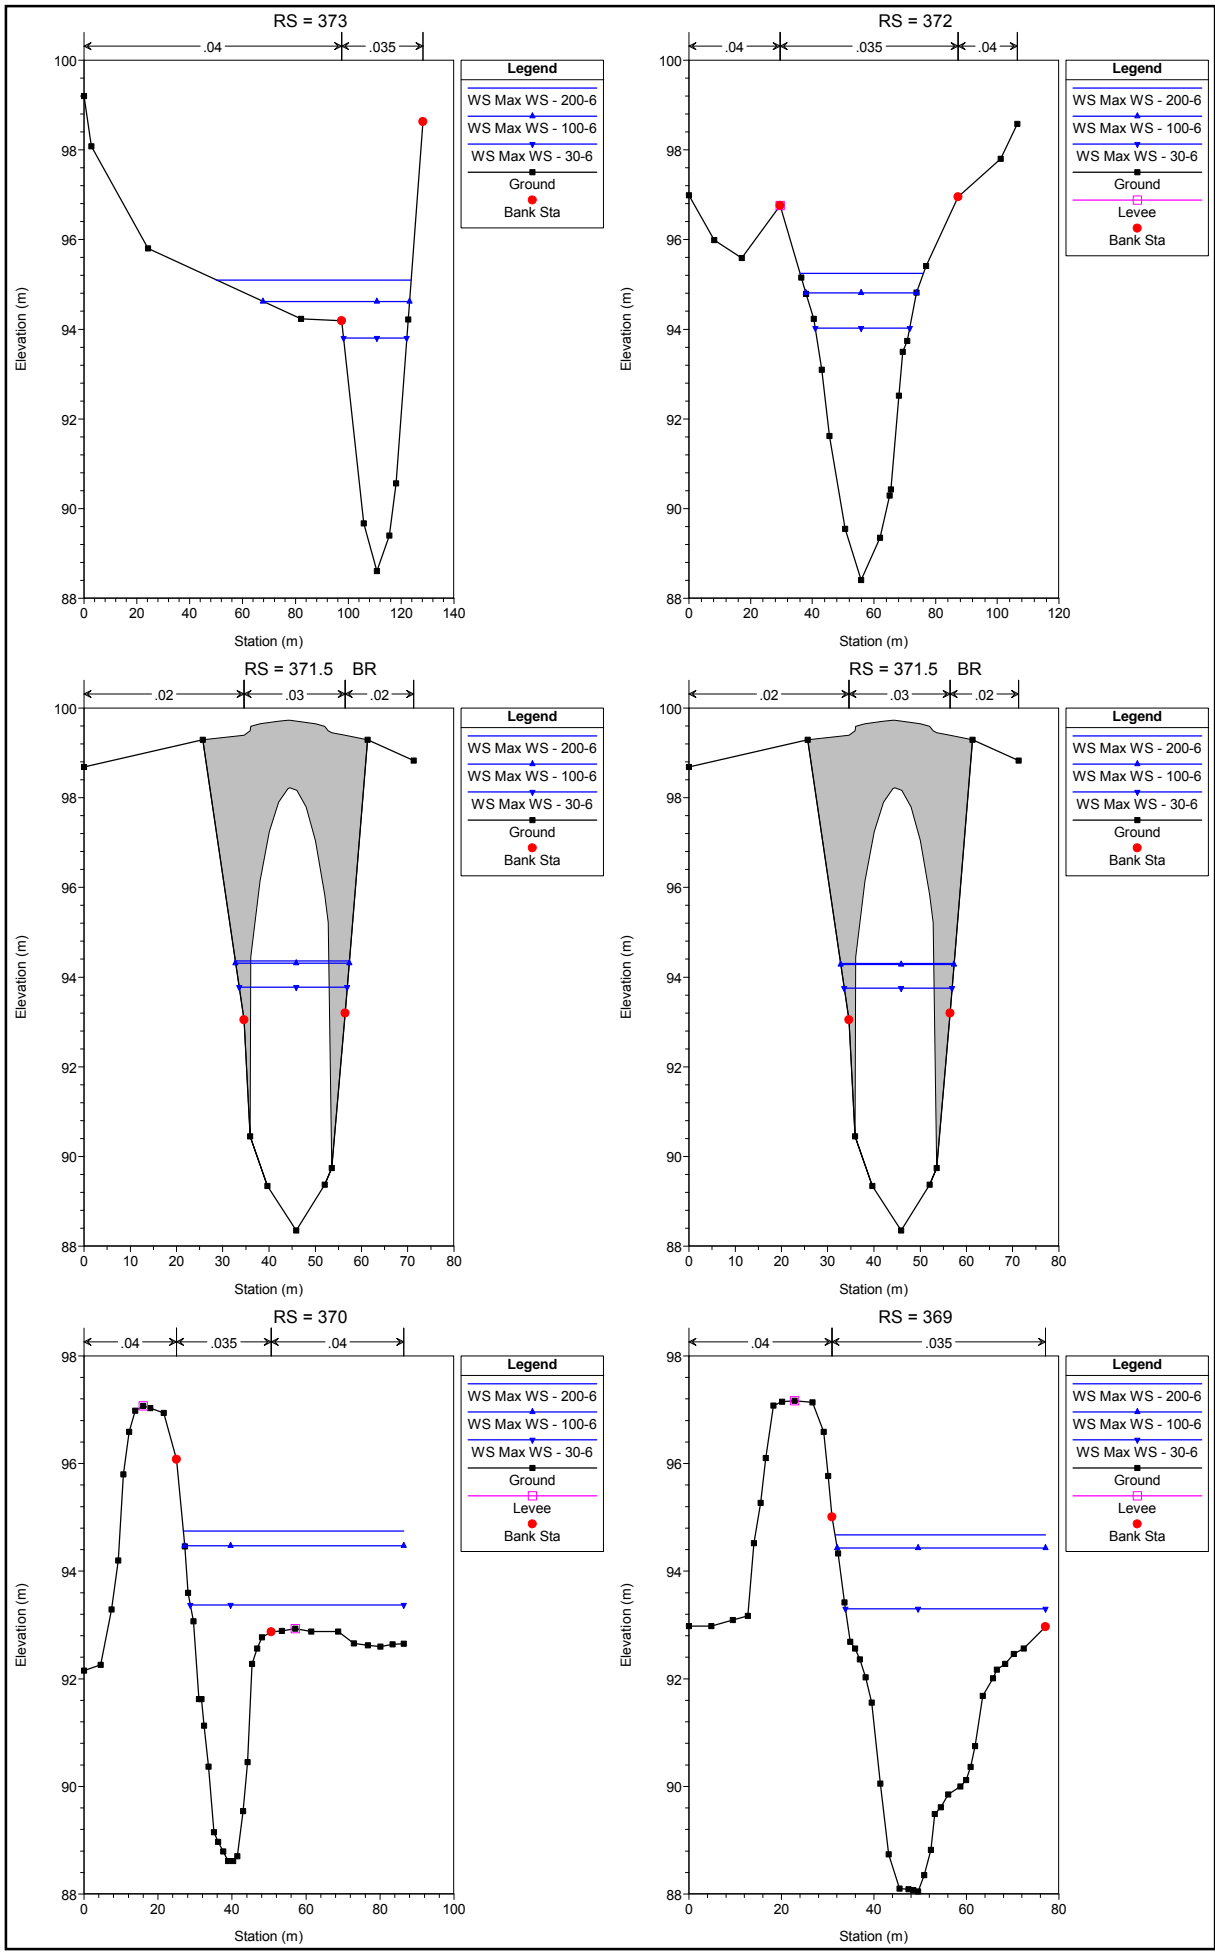 RS = 373
.04 .035
Legend
WS Max WS - 200-6
WS Max WS - 100-6
WS Max WS - 30-6
Ground
Bank Sta
100
98
96
94
92
90
88
Elevation (m)
0 20 40 60 80 100 120 140
Station (m)
RS = 372
.04 .035 .04
Legend
WS Max WS - 200-6
WS Max WS - 100-6
WS Max WS - 30-6
Ground
Levee
Bank Sta
100
98
96
94
92
90
88
Elevation (m)
0 20 40 60 80 100 120
Station (m)
RS = 371.5 BR
.02 .03 .02
Legend
WS Max WS - 200-6
WS Max WS - 100-6
WS Max WS - 30-6
Ground
Bank Sta
100
98
96
94
92
90
88
Elevation (m)
0 10 20 30 40 50 60 70 80
Station (m)
RS = 371.5 BR
.02 .03 .02
Legend
WS Max WS - 200-6
WS Max WS - 100-6
WS Max WS - 30-6
Ground
Bank Sta
100
98
96
94
92
90
88
Elevation (m)
0 10 20 30 40 50 60 70 80
Station (m)
RS = 370
.04 .035 .04
Legend
WS Max WS - 200-6
WS Max WS - 100-6
WS Max WS - 30-6
Ground
Levee
Bank Sta
98
96
94
92
90
88
Elevation (m)
0 20 40 60 80 100
Station (m)
RS = 369
.04 .035
Legend
WS Max WS - 200-6
WS Max WS - 100-6
WS Max WS - 30-6
Ground
Levee
Bank Sta
98
96
94
92
90
88
Elevation (m)
0 20 40 60 80
Station (m)